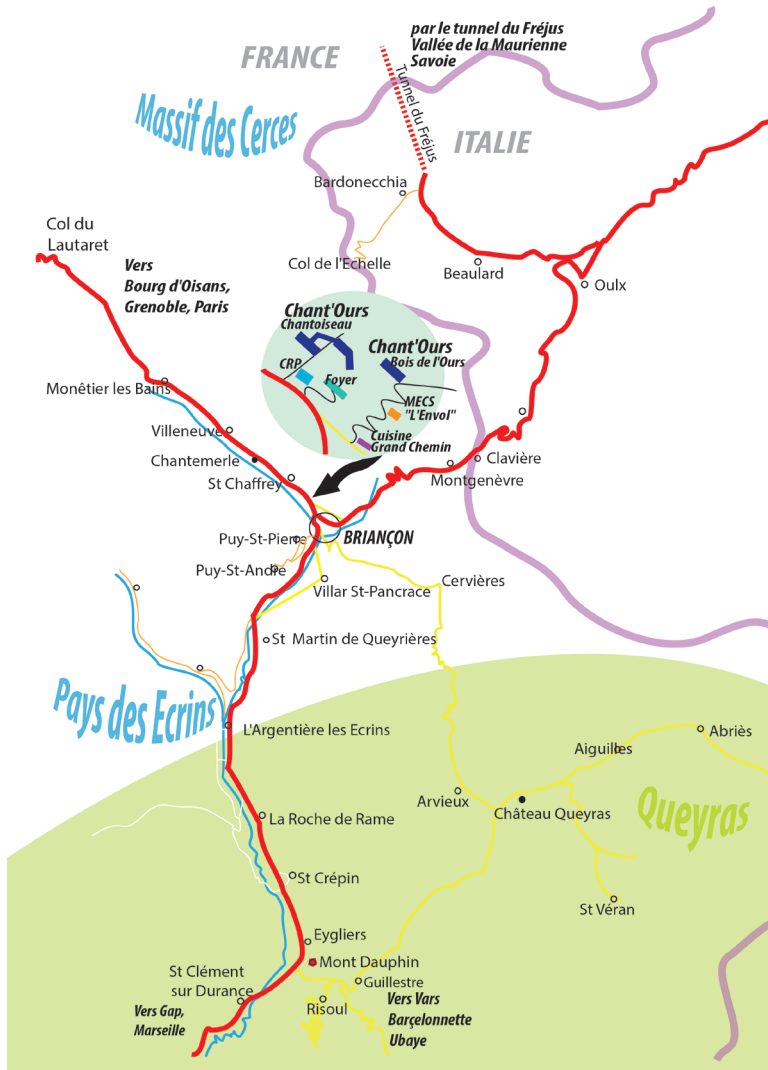 par le tunnel du Fréjus
Vallée de la Maurienne
Savoie
FRANCE
Tunnel du Fréjus
Massif des Cerces
ITALIE
Bardonecchia
Col du
Lautaret
Col de l'Echelle
Beaulard
Oulx
Vers
Bourg d'Oisans,
Grenoble, Paris
Chant'Ours
Chantoiseau
Chant'Ours
Bois de l'Ours
CRP
Foyer
MECS
"L'Envol"
Cuisine
Grand Chemin
Monêtier les Bains
Villeneuve
Chantemerle
St Chaffrey
Clavière
Montgenèvre
Puy-St-Pierre
BRIANÇON
Puy-St-André
Villar St-Pancrace
Cervières
St Martin de Queyrières
Pays des Ecrins
L'Argentière les Ecrins
Abriès
Aiguilles
Arvieux
Château Queyras
Queyras
La Roche de Rame
St Crépin
St Véran
Eygliers
Mont Dauphin
St Clément
sur Durance
Guillestre
Risoul
Vers Gap,
Marseille
Vers Vars
Barçelonnette
Ubaye